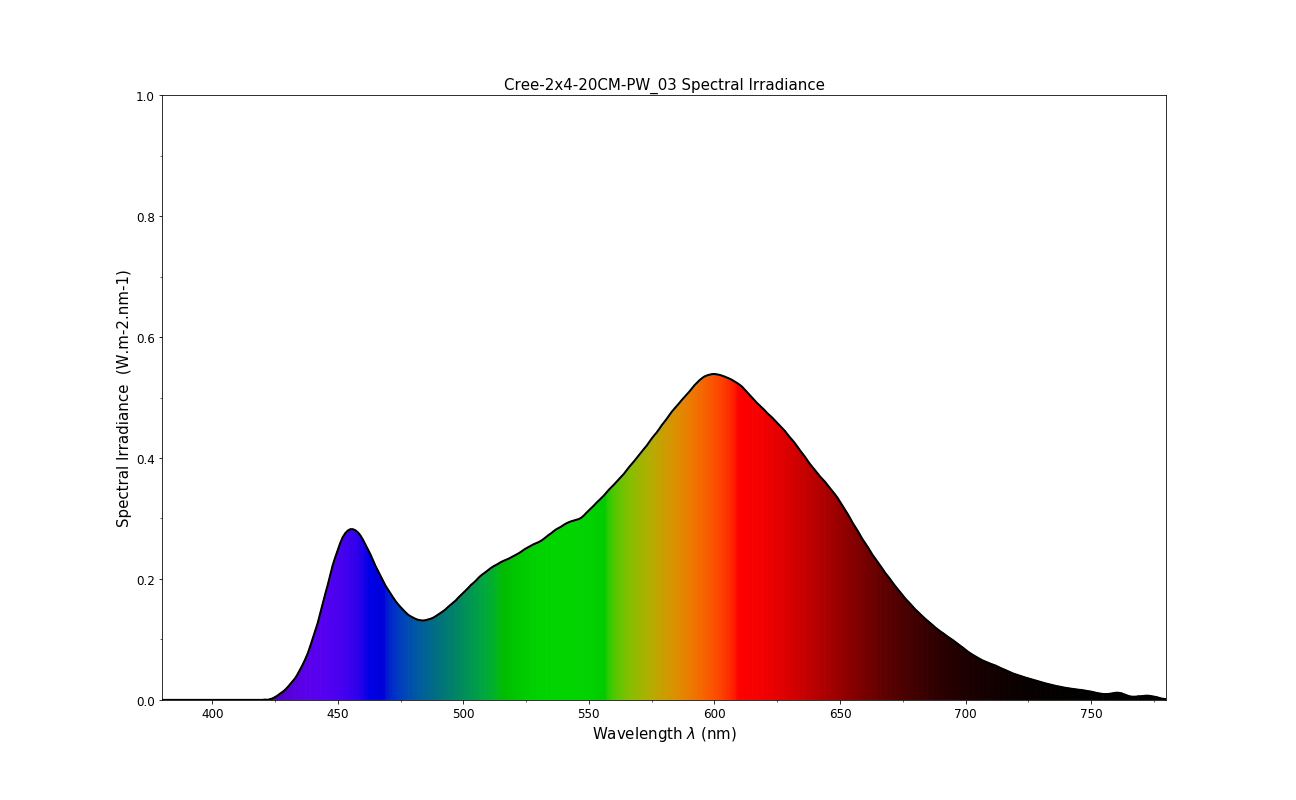 Cree-2x4-20CM-PW_03 Spectral Irradiance
1.0
0.8
0.6
0.4
0.2
0.0
Spectral Irradiance (W.m-2.nm-1)
400 450 500 550 600 650 700 750
Wavelength λ (nm)